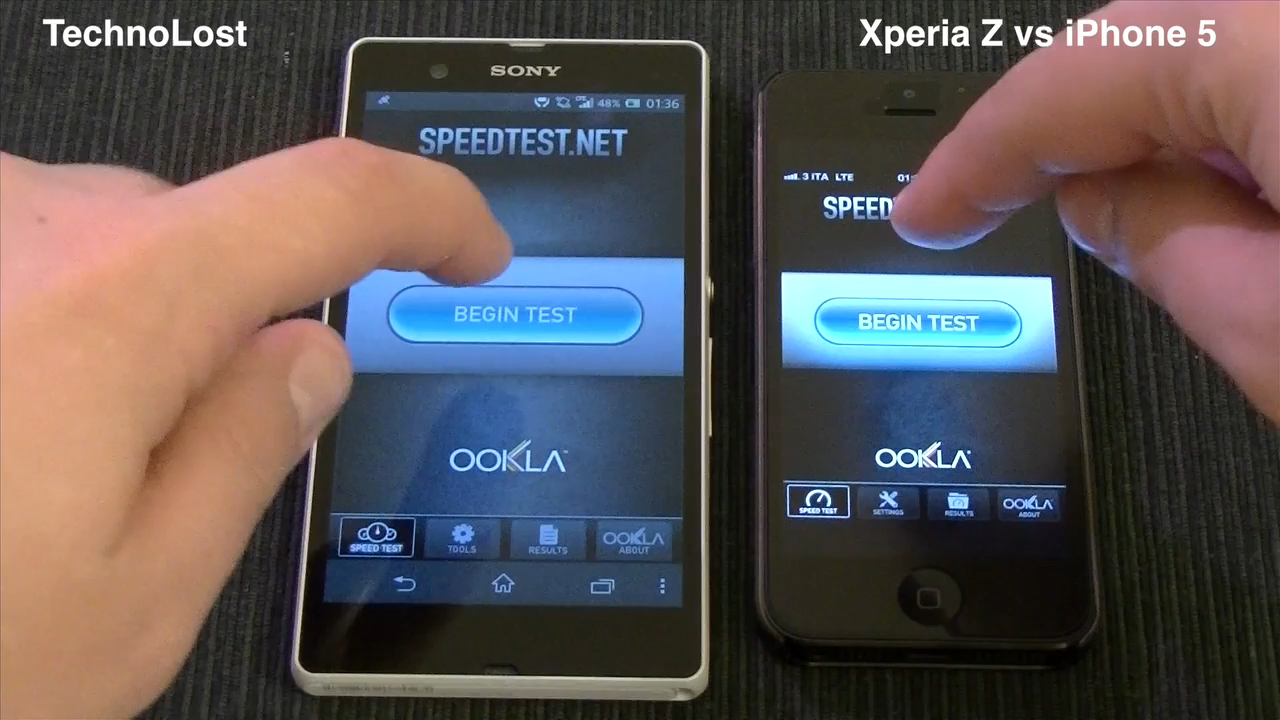 TechnoLost
Xperia Z vs iPhone 5
SONY
48% 01:36
SPEEDTEST.NET
BEGIN TEST
OOKLA
SPEED TEST
TOOLS
RESULTS
OOKLA
ABOUT
3 ITA LTE
BEGIN TEST
OOKLA
SPEED TEST
SETTINGS
RESULTS
OOKLA
ABOUT